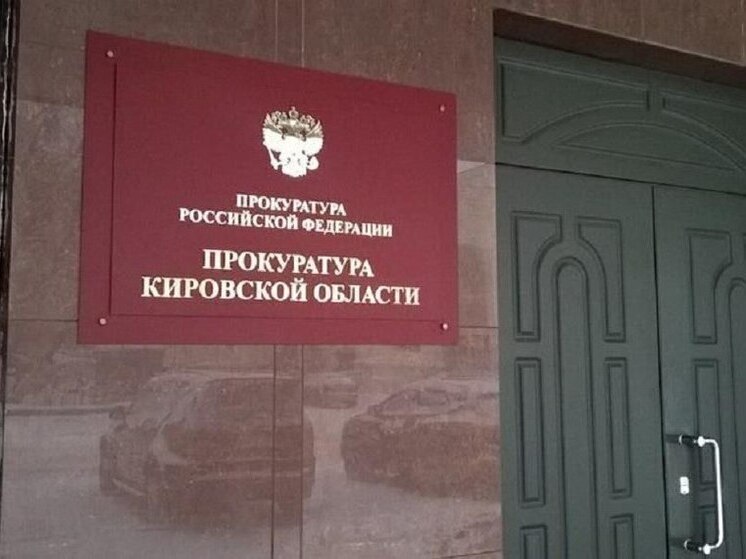 ПРОКУРАТУРА
РОССИЙСКОЙ ФЕДЕРАЦИИ
ПРОКУРАТУРА
КИРОВСКОЙ ОБЛАСТИ